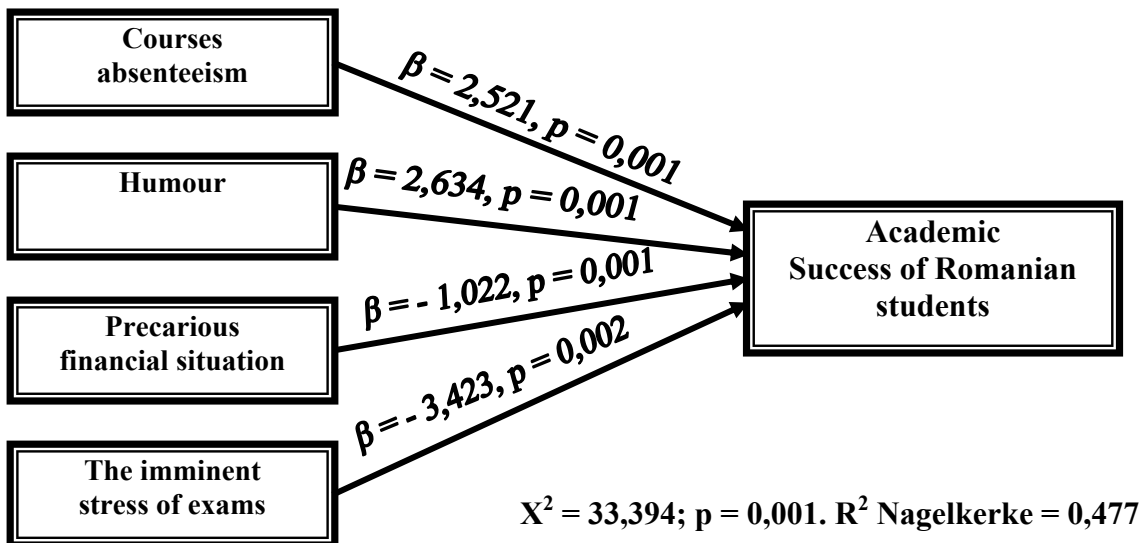 Courses
absenteeism
β = 2,521, p = 0,001
Humour
β = 2,634, p = 0,001
Academic
Success of Romanian
students
Precarious
financial situation
β = - 1,022, p = 0,001
The imminent
stress of exams
β = - 3,423, p = 0,002
X² = 33,394; p = 0,001. R² Nagelkerke = 0,477